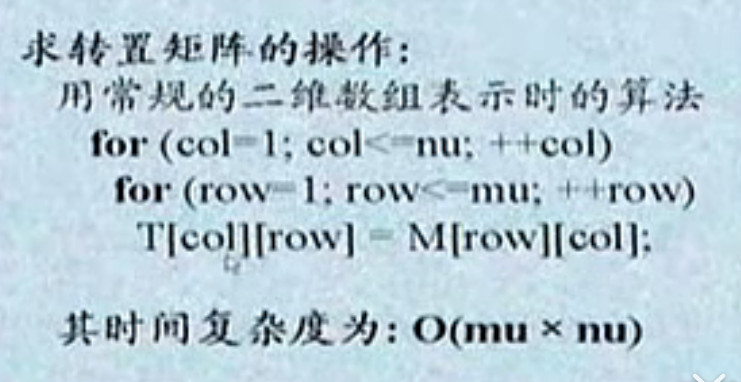 求转置矩阵的操作:
用常规的二维数组表示时的算法
for (col=1; col<=nu; ++col)
for (row=1; row<=mu; ++row)
T[col][row] = M[row][col];
其时间复杂度为: O(mu × nu)